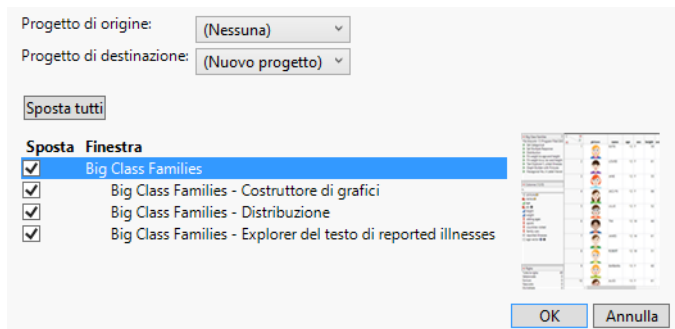 Progetto di origine: (Nessuna)
Progetto di destinazione: (Nuovo progetto)
Sposta tutti
Sposta Finestra
Big Class Families
Big Class Families - Costruttore di grafici
Big Class Families - Distribuzione
Big Class Families - Explorer del testo di reported illnesses
OK Annulla